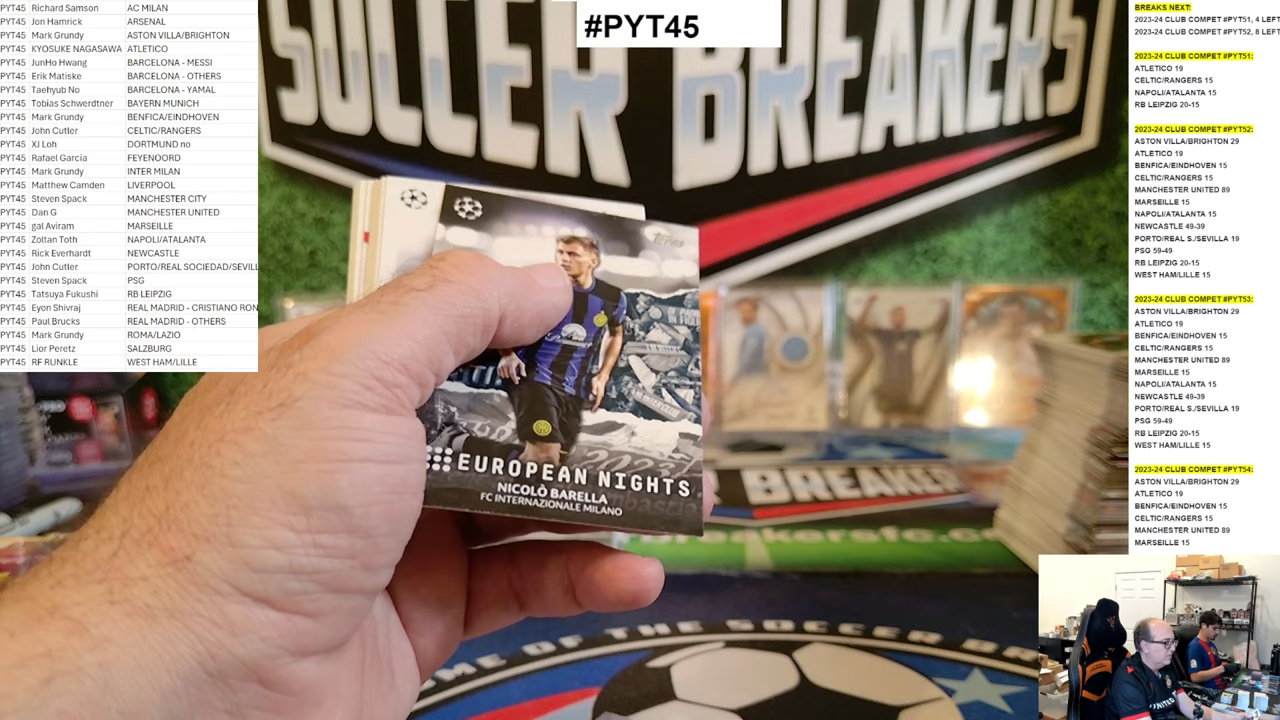 #PYT45
PYT45 Richard Samson AC MILAN
PYT45 Jon Hamrick ARSENAL
PYT45 Mark Grundy ASTON VILLA/BRIGHTON
PYT45 KYOSUKE NAGASAWA ATLETICO
PYT45 JunHo Hwang BARCELONA - MESSI
PYT45 Erik Matiske BARCELONA - OTHERS
PYT45 Taehyub No BARCELONA - YAMAL
PYT45 Tobias Schwerdtner BAYERN MUNICH
PYT45 Mark Grundy BENFICA/EINDHOVEN
PYT45 John Cutler CELTIC/RANGERS
PYT45 XJ Loh DORTMUND no
PYT45 Rafael Garcia FEYENOORD
PYT45 Mark Grundy INTER MILAN
PYT45 Matthew Camden LIVERPOOL
PYT45 Steven Spack MANCHESTER CITY
PYT45 Dan G MANCHESTER UNITED
PYT45 gal Aviram MARSEILLE
PYT45 Zoltan Toth NAPOLI/ATALANTA
PYT45 Rick Everhardt NEWCASTLE
PYT45 John Cutler PORTO/REAL SOCIEDAD/SEVILL
PYT45 Steven Spack PSG
PYT45 Tatsuya Fukushi RB LEIPZIG
PYT45 Eyon Shivraj REAL MADRID - CRISTIANO RON
PYT45 Paul Brucks REAL MADRID - OTHERS
PYT45 Mark Grundy ROMA/LAZIO
PYT45 Lior Peretz SALZBURG
PYT45 RF RUNKLE WEST HAM/LILLE
SOCCER BREAKERS
topps
EUROPEAN NIGHTS
NICOLÒ BARELLA
FC INTERNAZIONALE MILANO
BREAKERS
OF THE SOCCER
UNITED
BREAKS NEXT:
2023-24 CLUB COMPET #PYT51, 4 LEFT
2023-24 CLUB COMPET #PYT52, 8 LEFT
2023-24 CLUB COMPET #PYT51:
ATLETICO 19
CELTIC/RANGERS 15
NAPOLI/ATALANTA 15
RB LEIPZIG 20-15
2023-24 CLUB COMPET #PYT52:
ASTON VILLA/BRIGHTON 29
ATLETICO 19
BENFICA/EINDHOVEN 15
CELTIC/RANGERS 15
MANCHESTER UNITED 89
MARSEILLE 15
NAPOLI/ATALANTA 15
NEWCASTLE 49-39
PORTO/REAL S./SEVILLA 19
PSG 59-49
RB LEIPZIG 20-15
WEST HAM/LILLE 15
2023-24 CLUB COMPET #PYT53:
ASTON VILLA/BRIGHTON 29
ATLETICO 19
BENFICA/EINDHOVEN 15
CELTIC/RANGERS 15
MANCHESTER UNITED 89
MARSEILLE 15
NAPOLI/ATALANTA 15
NEWCASTLE 49-39
PORTO/REAL S./SEVILLA 19
PSG 59-49
RB LEIPZIG 20-15
WEST HAM/LILLE 15
2023-24 CLUB COMPET #PYT54:
ASTON VILLA/BRIGHTON 29
ATLETICO 19
BENFICA/EINDHOVEN 15
CELTIC/RANGERS 15
MANCHESTER UNITED 89
MARSEILLE 15